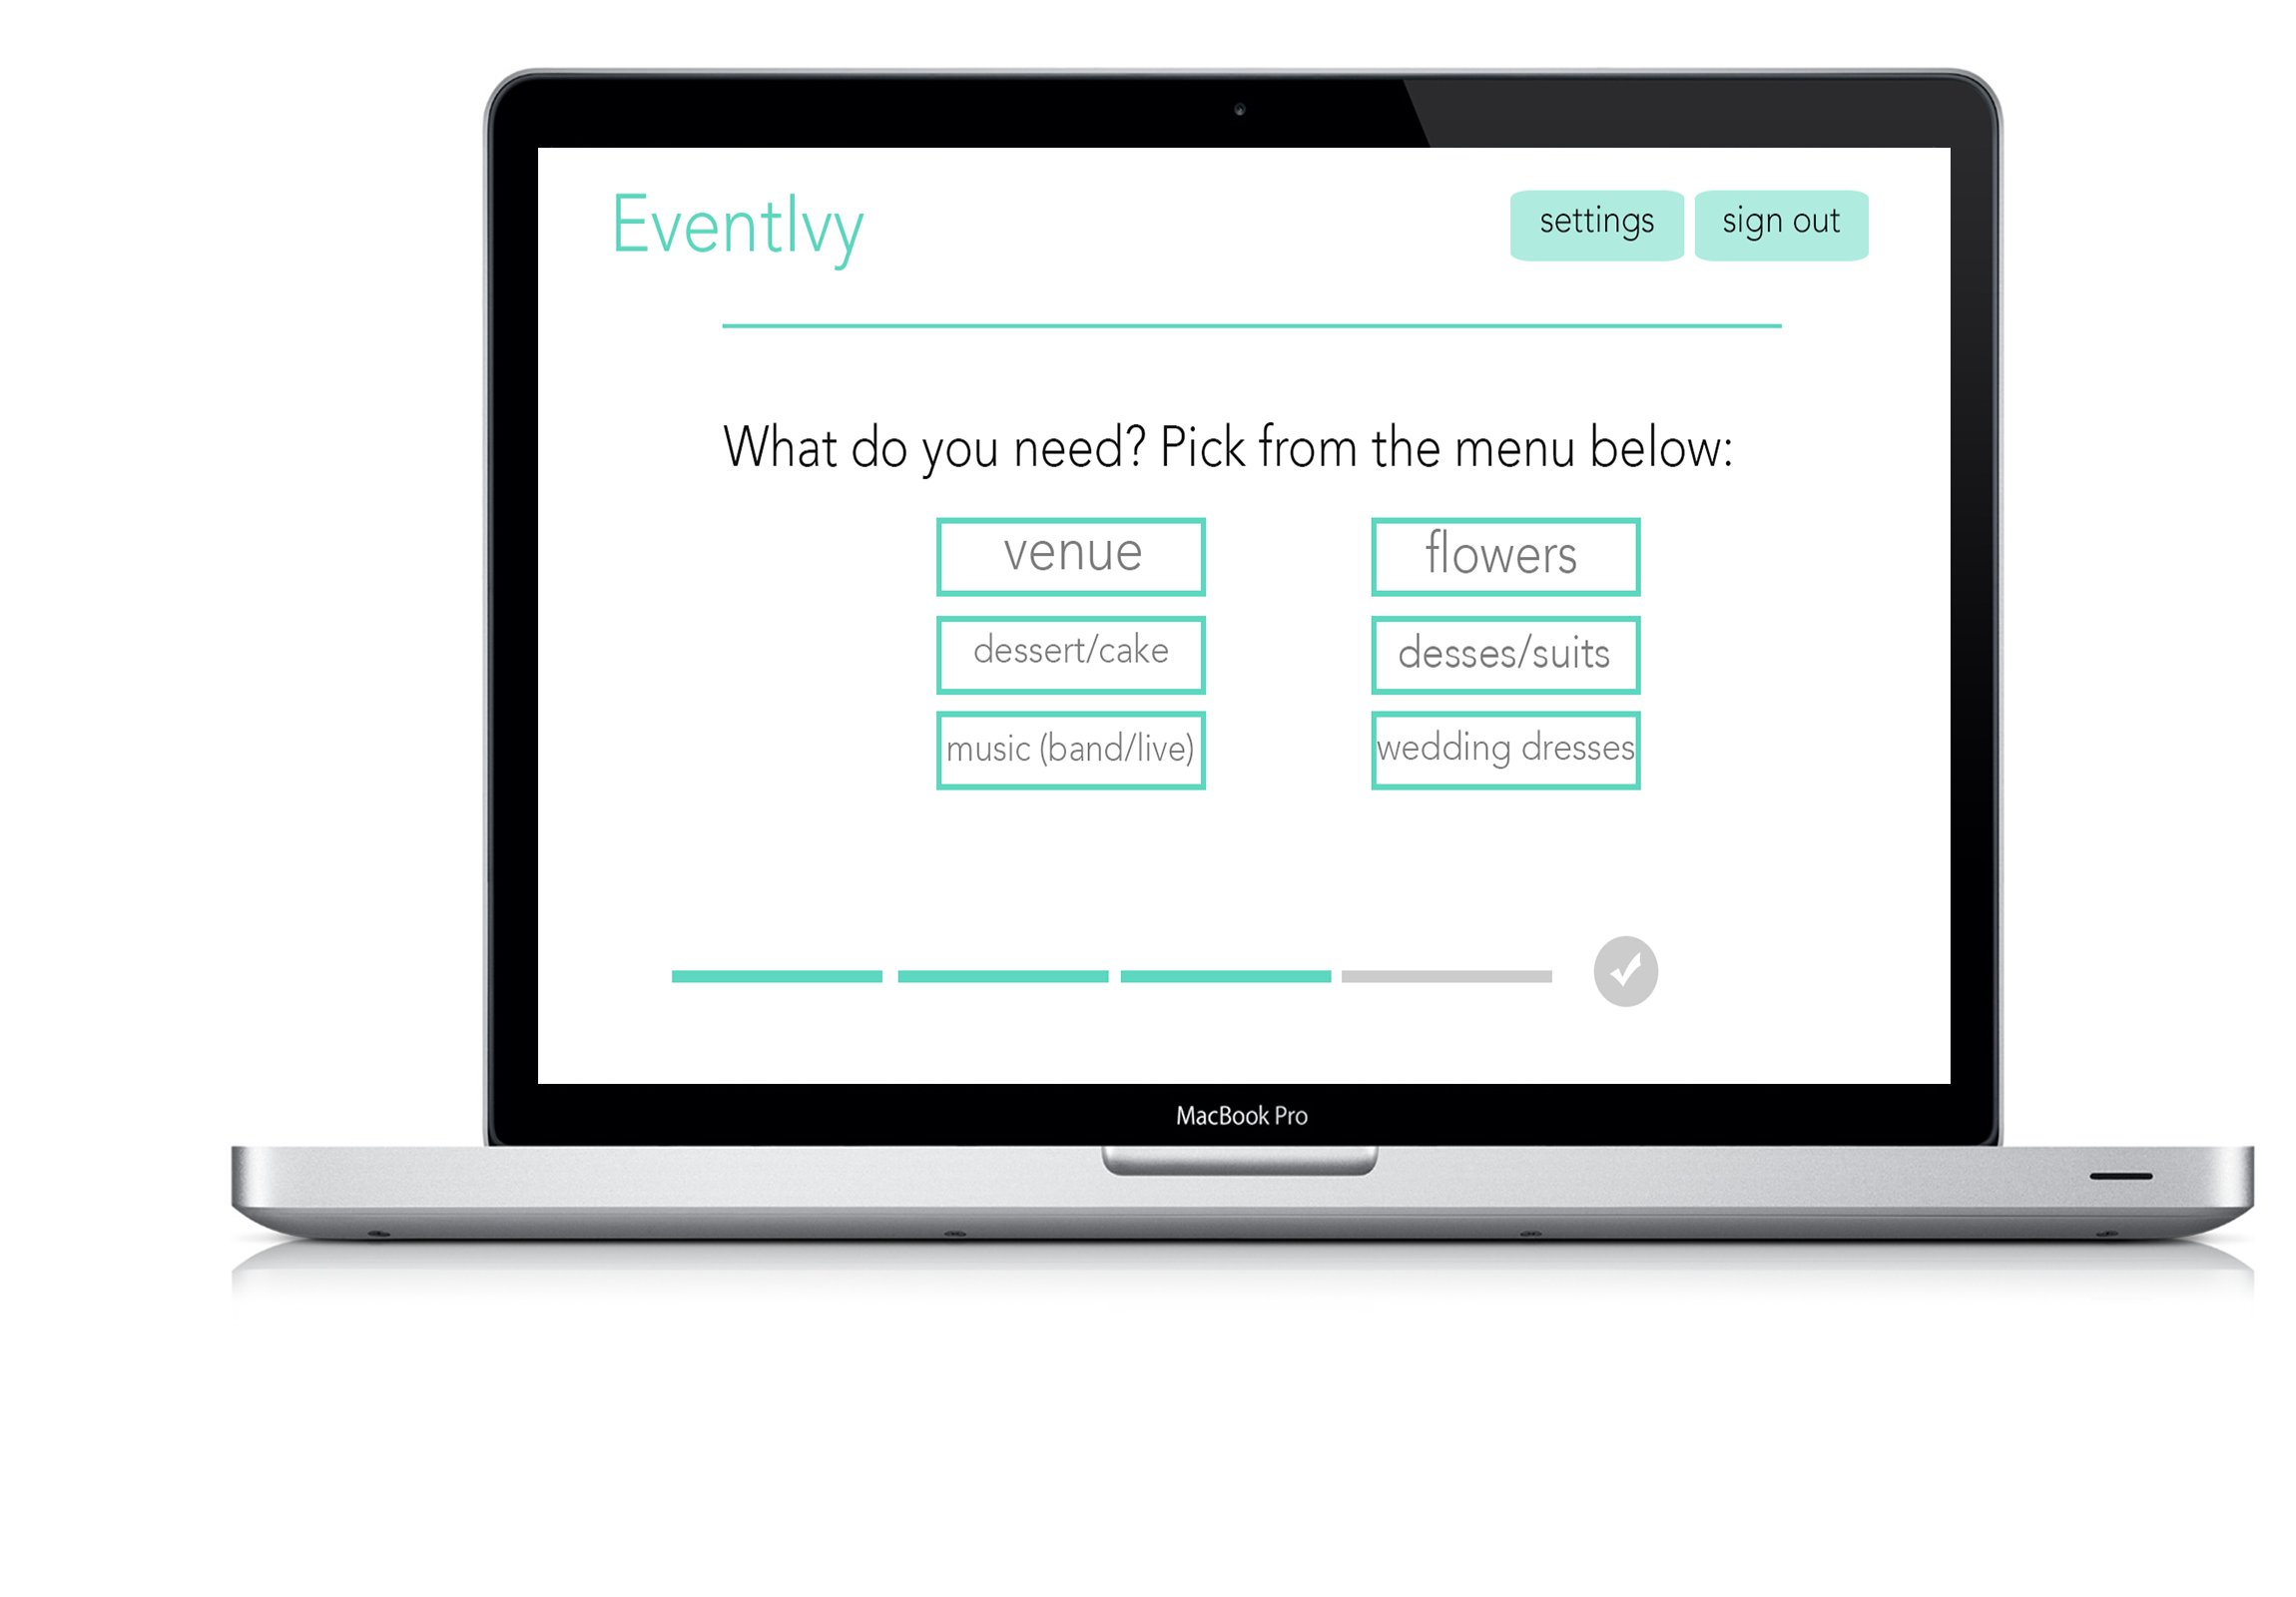 EventIvy
settings
sign out
What do you need? Pick from the menu below:
venue
flowers
dessert/cake
desses/suits
music (band/live)
wedding dresses
MacBook Pro